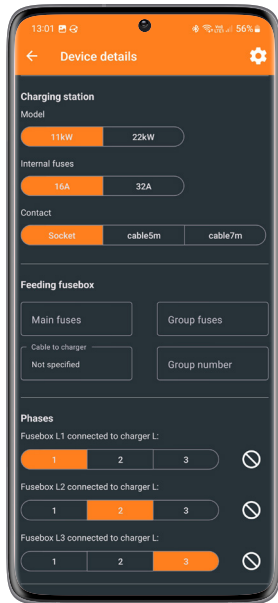 13:01 56%
Device details
Charging station
Model
11kW 22kW
Internal fuses
16A 32A
Contact
Socket cable5m cable7m
Feeding fusebox
Main fuses Group fuses
Cable to charger
Not specified Group number
Phases
Fusebox L1 connected to charger L:
1 2 3
Fusebox L2 connected to charger L:
1 2 3
Fusebox L3 connected to charger L:
1 2 3